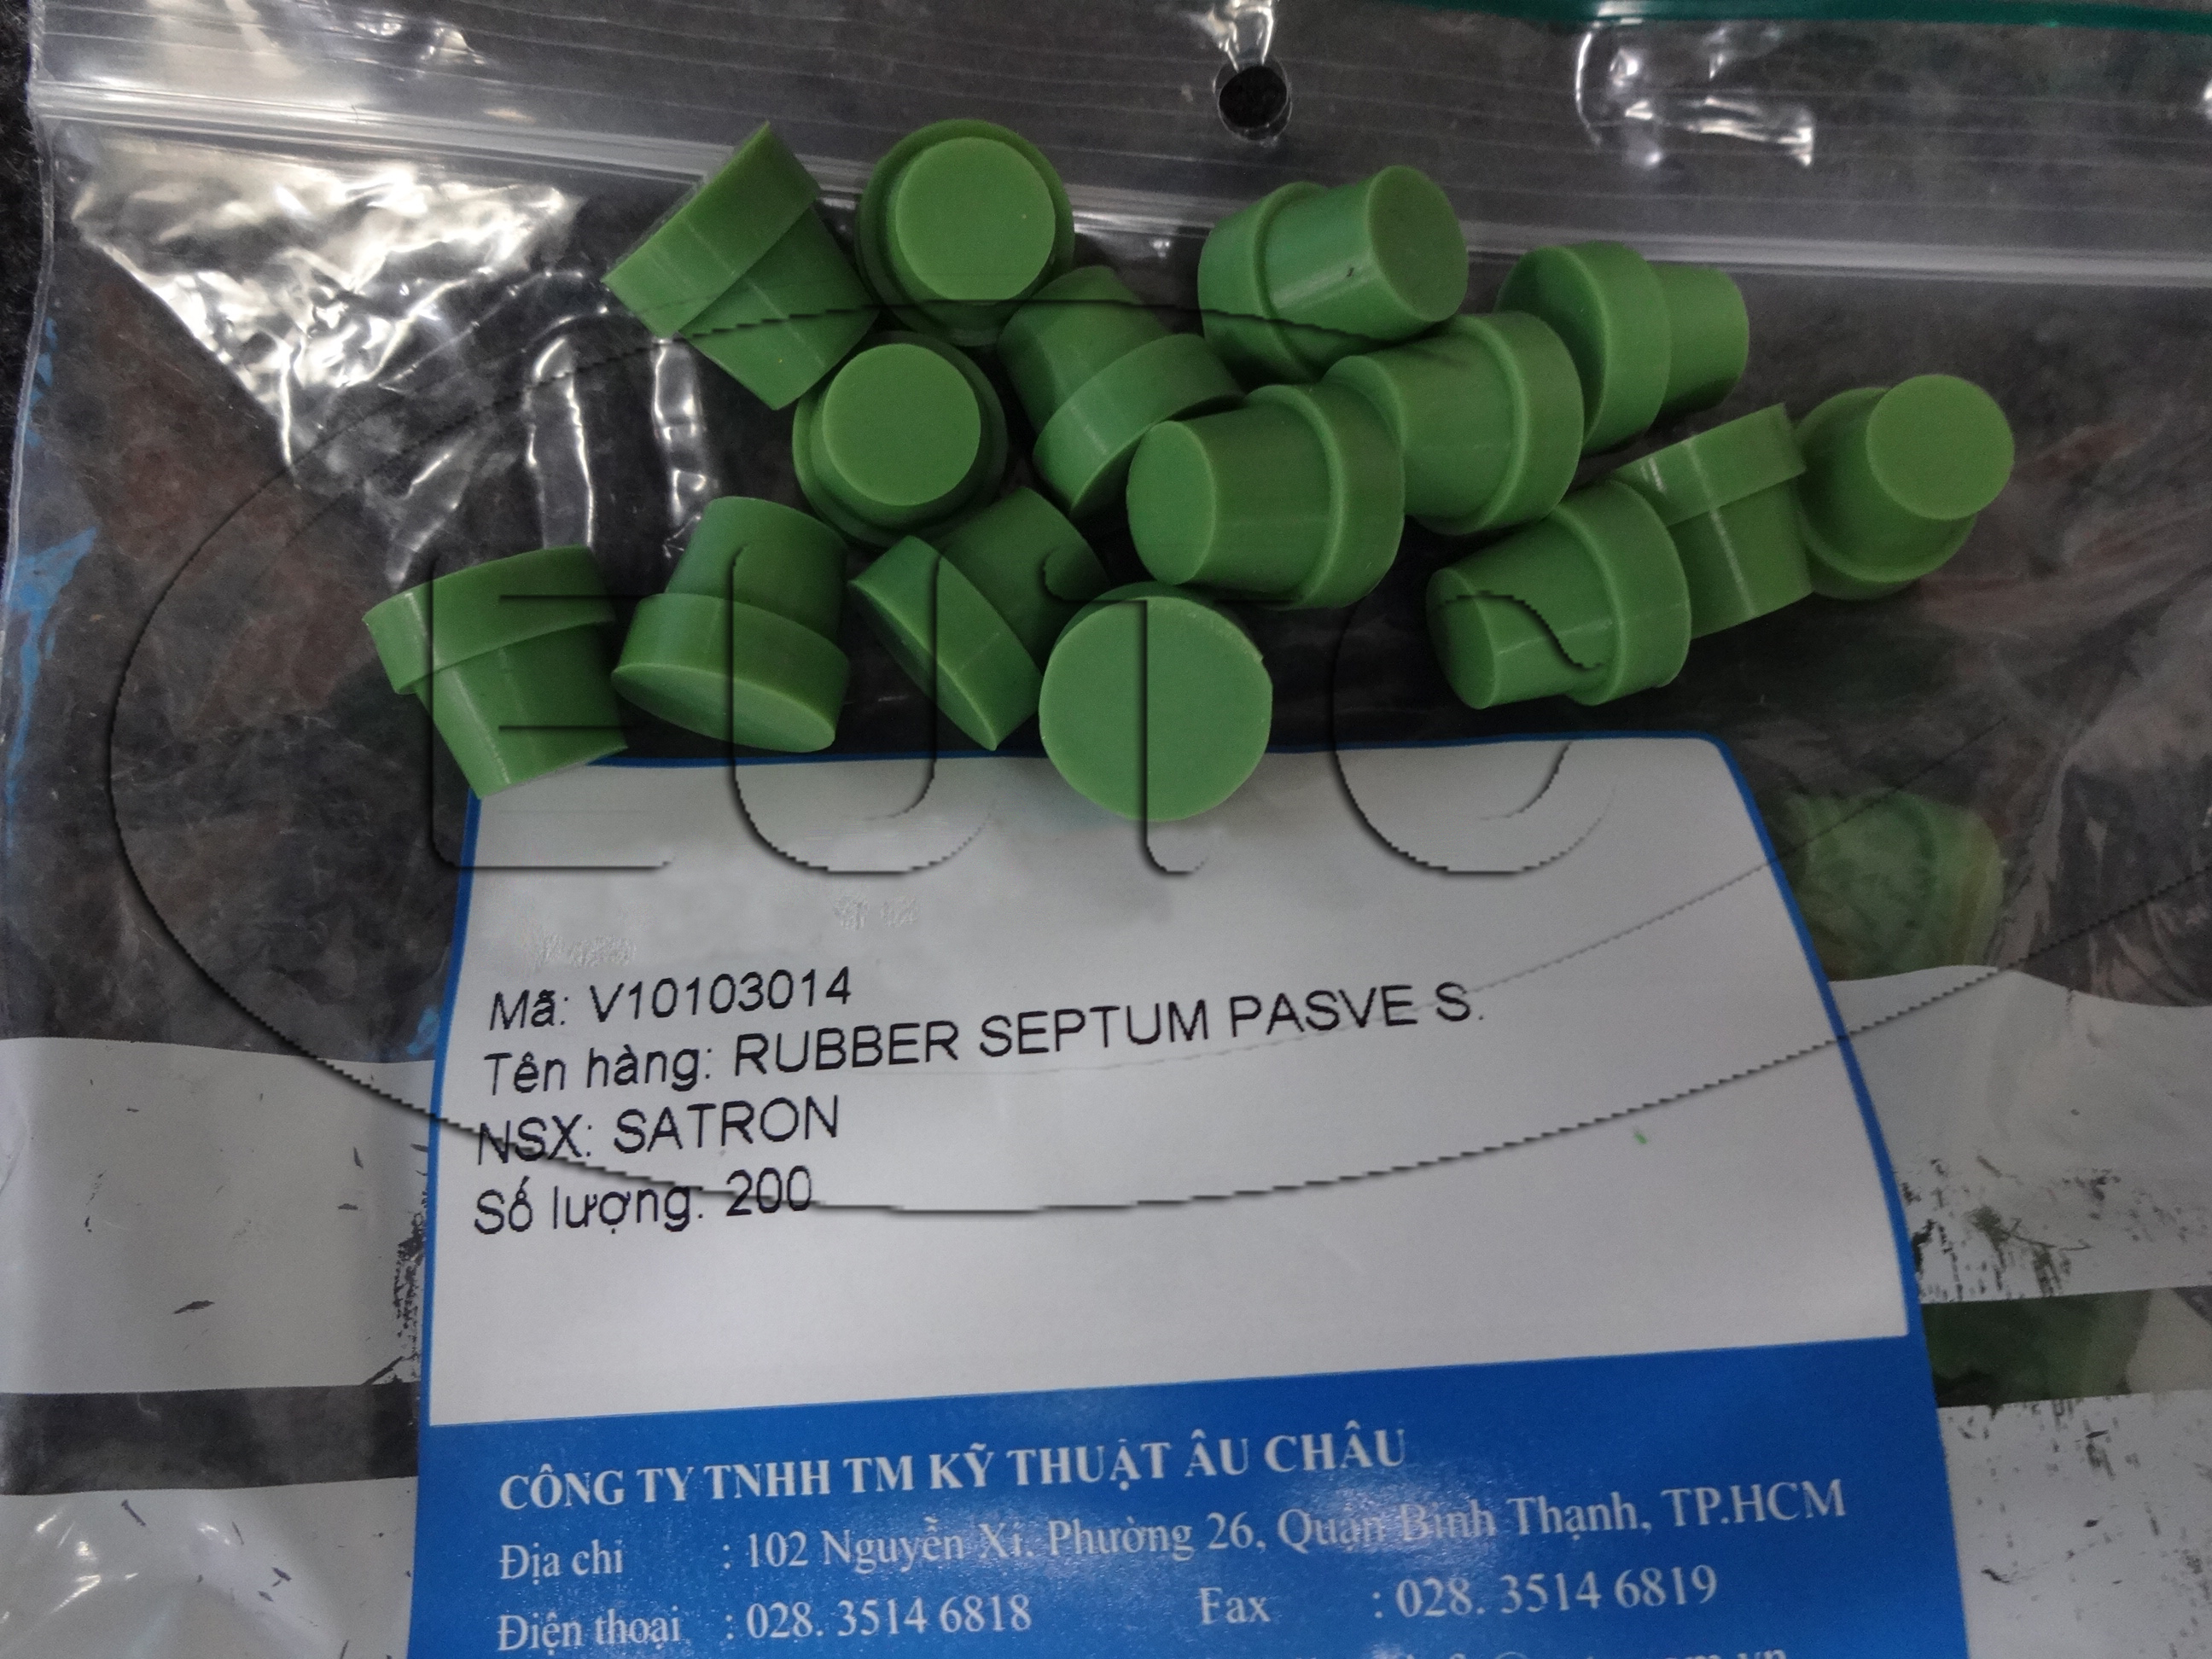 EUTC
Mã: V10103014
Tên hàng: RUBBER SEPTUM PASVE S.
NSX: SATRON
Số lượng: 200
CÔNG TY TNHH TM KỸ THUẬT ÂU CHÂU
Địa chỉ : 102 Nguyễn Xí, Phường 26, Quận Bình Thạnh, TP.HCM
Điện thoại : 028. 3514 6818 Fax : 028. 3514 6819